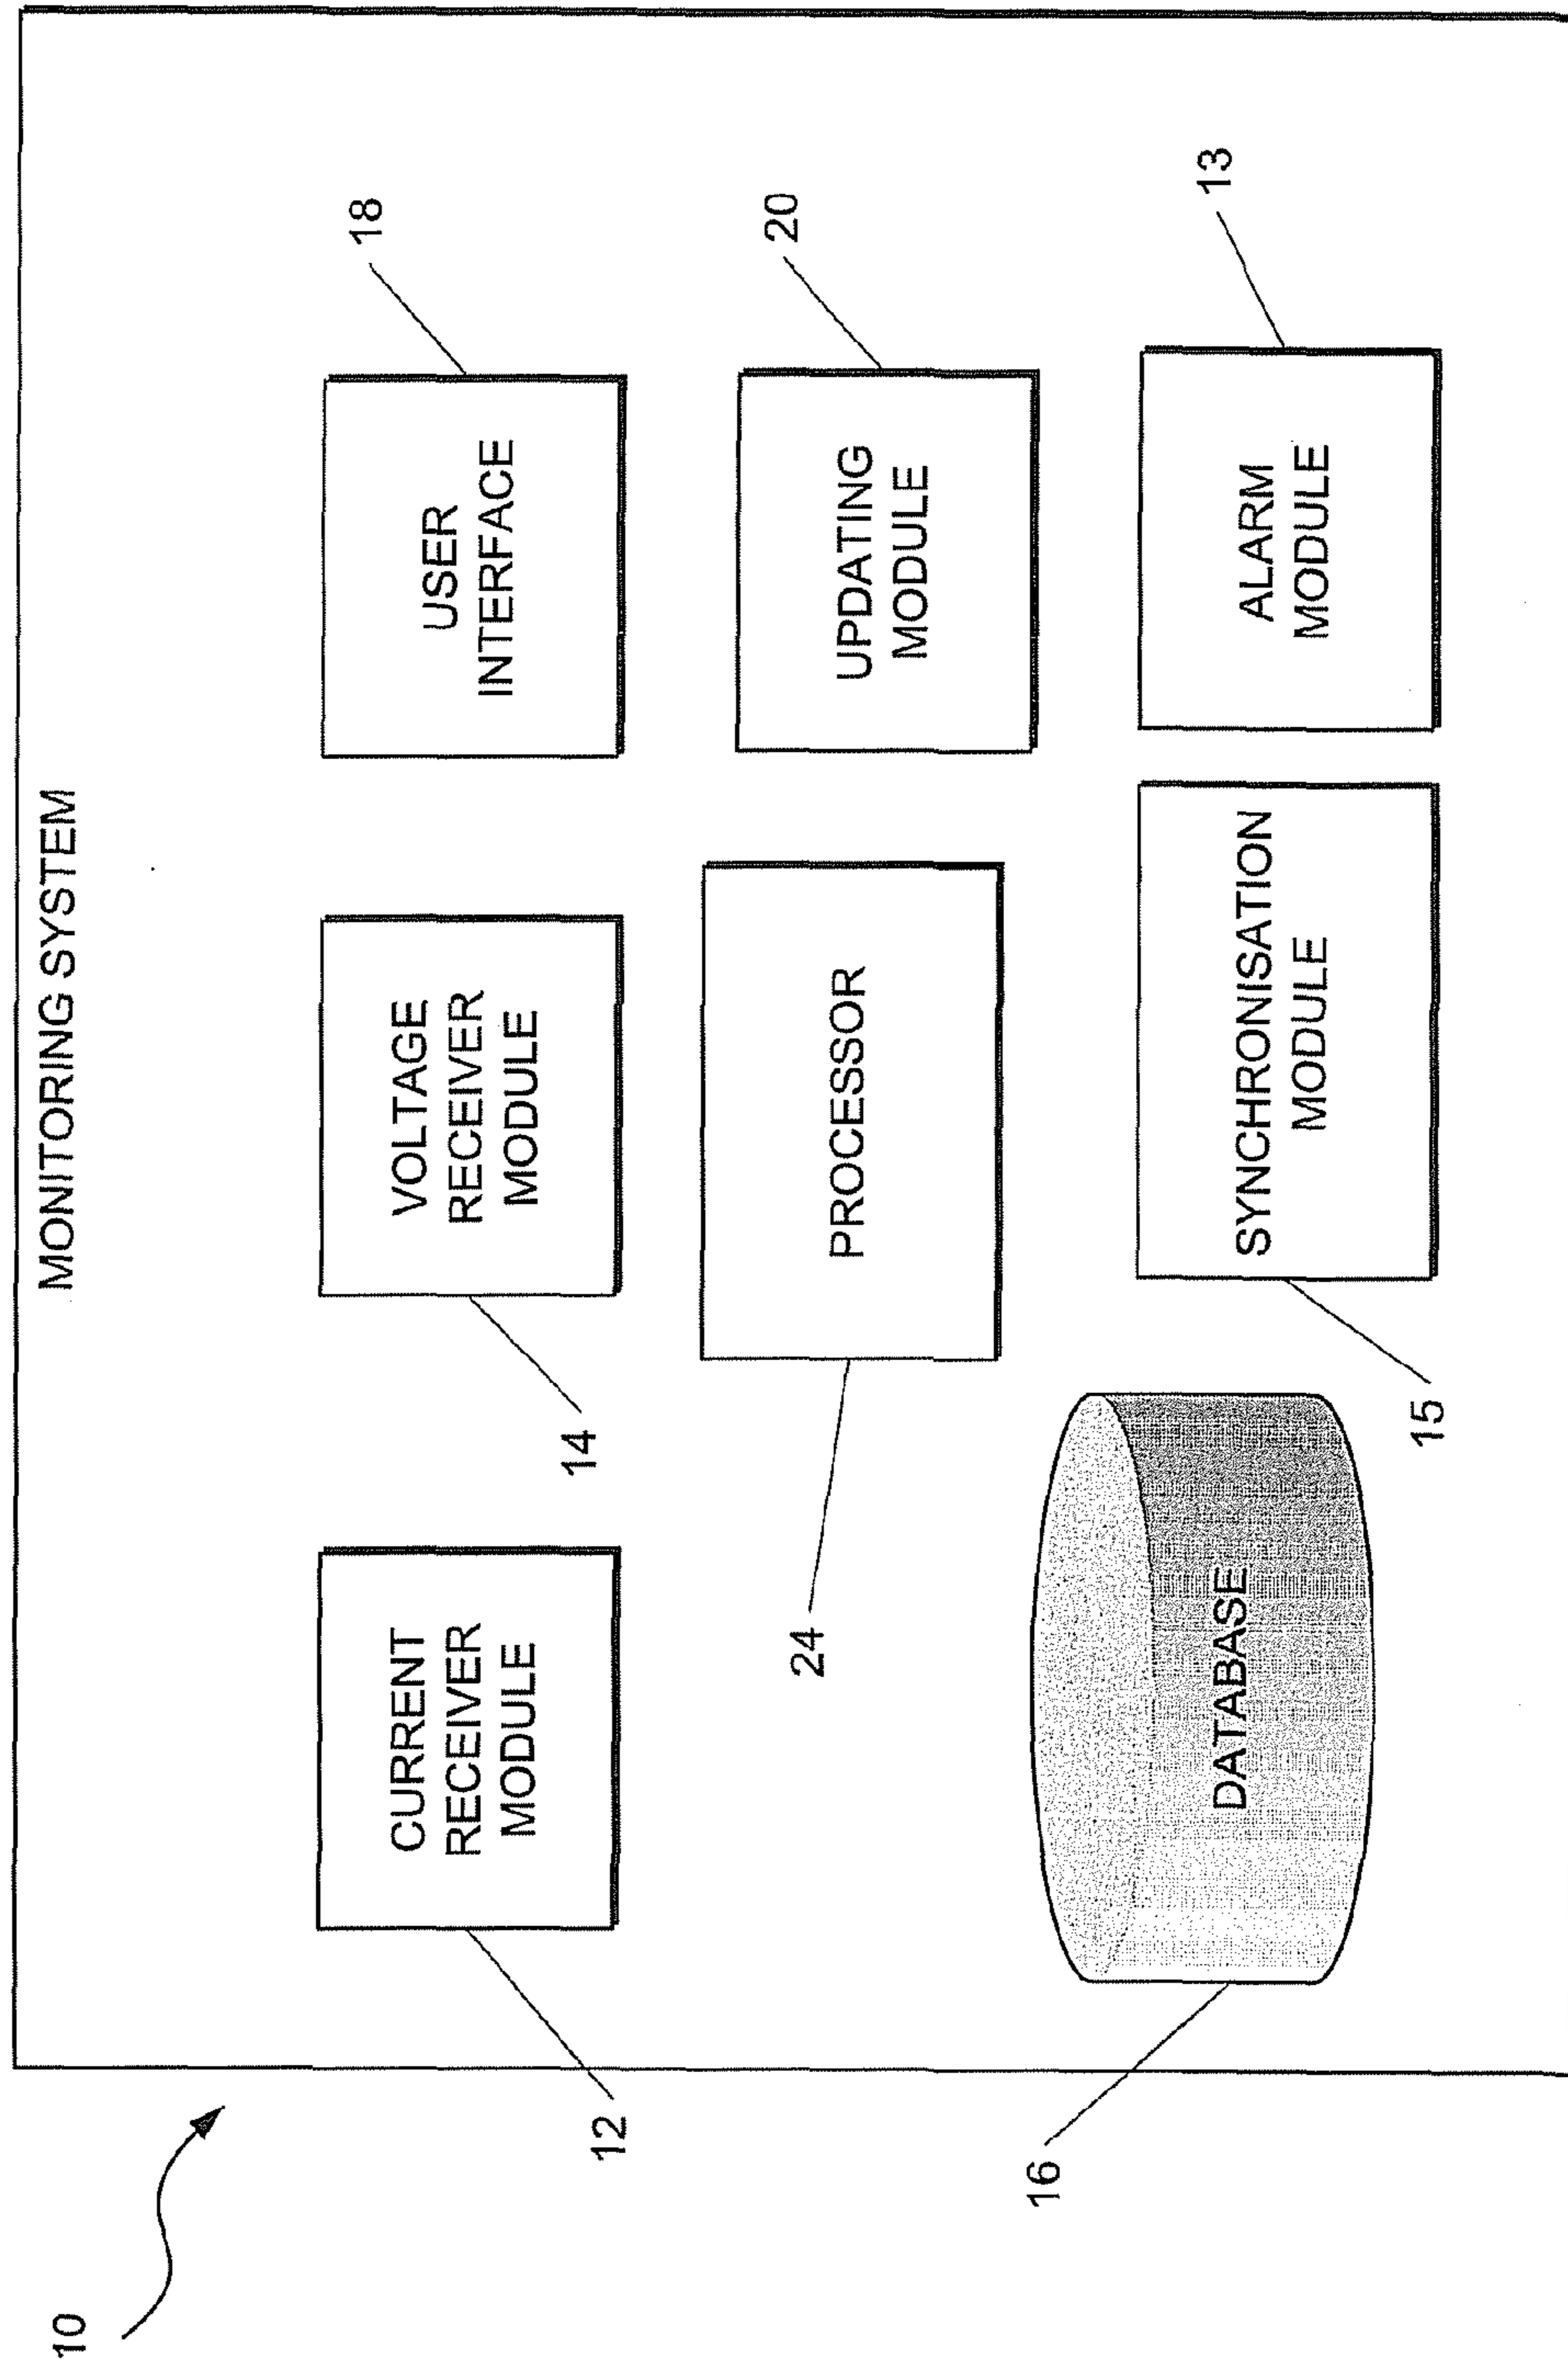 10
MONITORING SYSTEM
CURRENT
RECEIVER
MODULE
12
VOLTAGE
RECEIVER
MODULE
14
USER
INTERFACE
18
PROCESSOR
24
UPDATING
MODULE
20
DATABASE
16
SYNCHRONISATION
MODULE
15
ALARM
MODULE
13